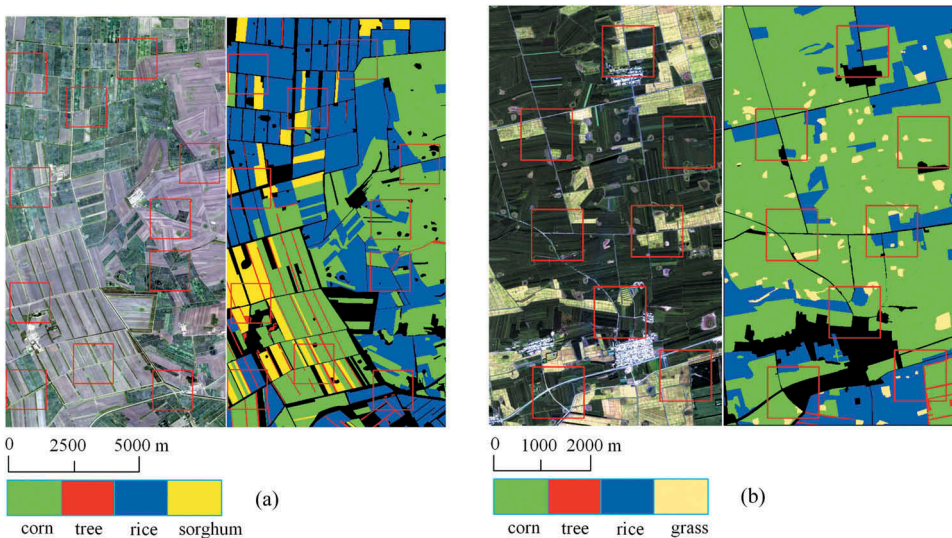 0 2500 5000 m
corn tree rice sorghum
(a)
0 1000 2000 m
corn tree rice grass
(b)